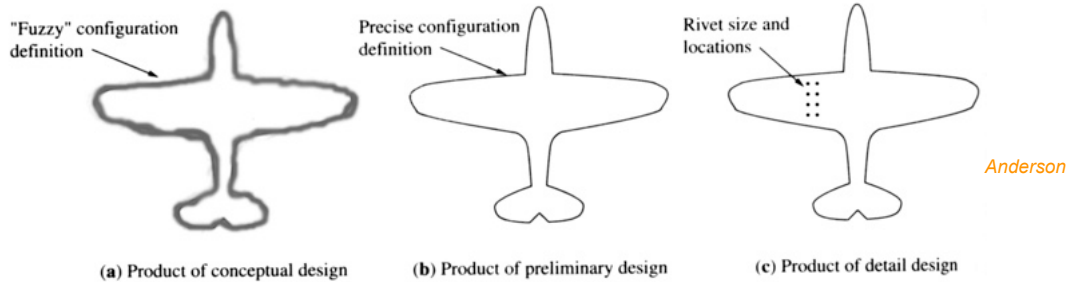 "Fuzzy" configuration
definition
Precise configuration
definition
Rivet size and
locations
Anderson
(a) Product of conceptual design
(b) Product of preliminary design
(c) Product of detail design